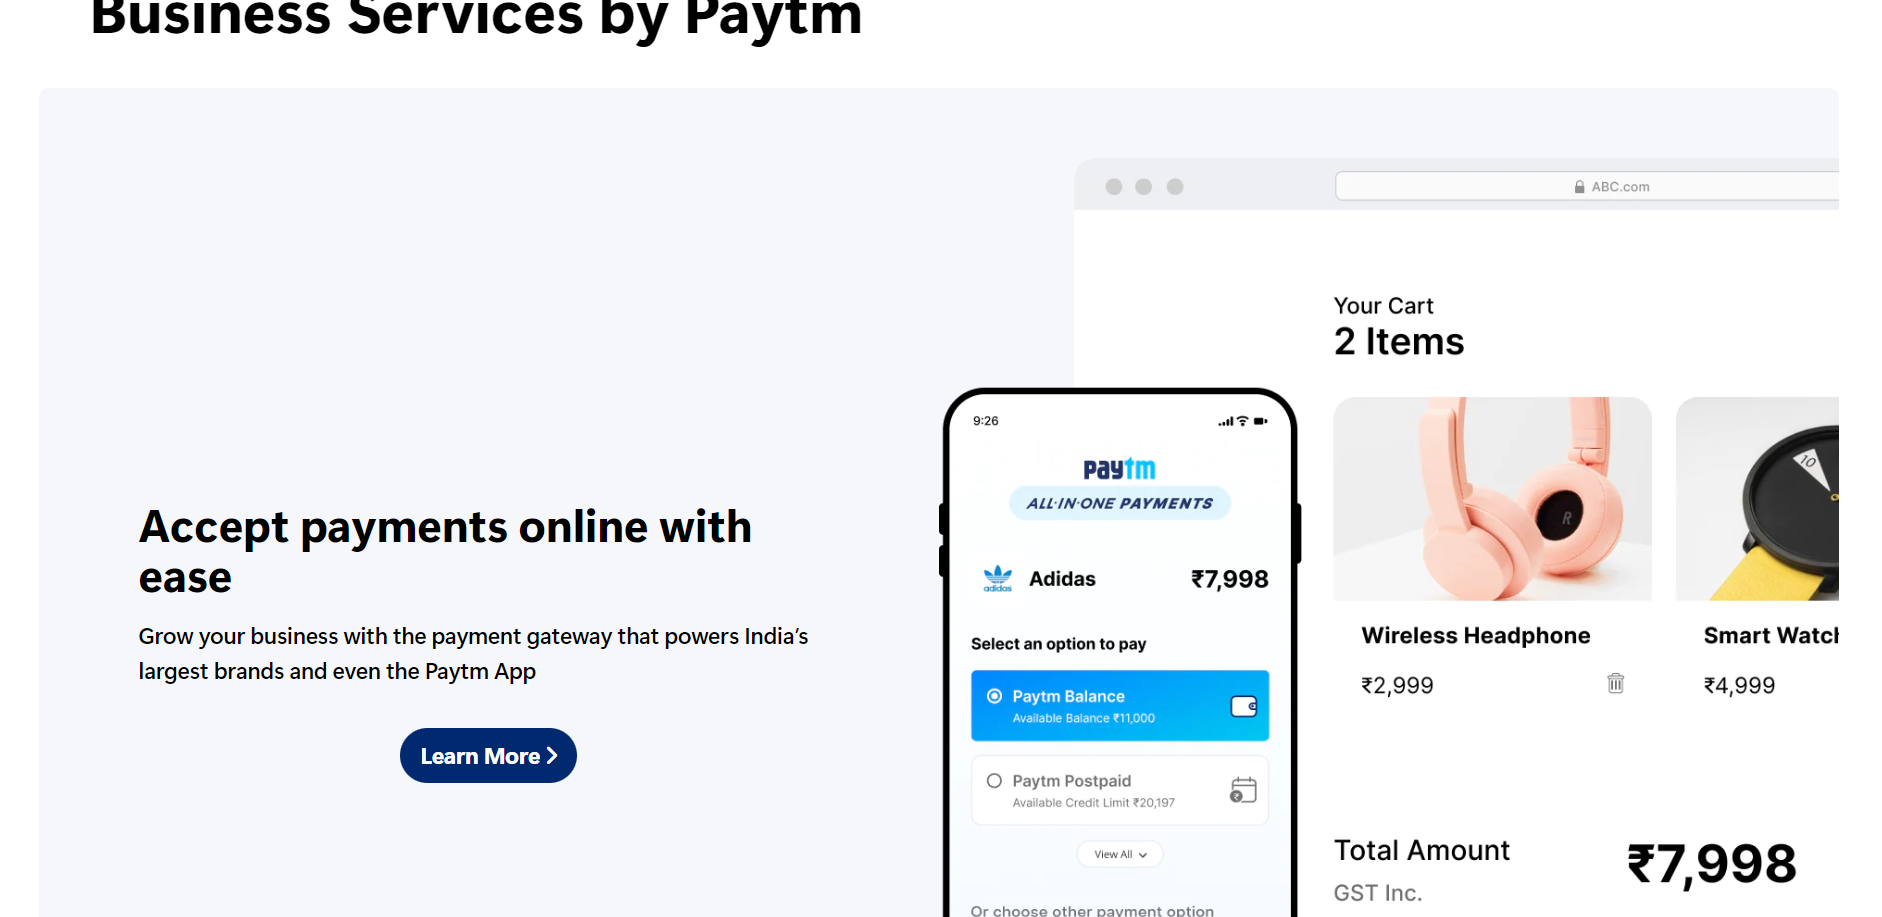 Business Services by Paytm
ABC.com
Your Cart
2 Items
9:26
paytm
ALL·IN·ONE PAYMENTS
adidas
Adidas ₹7,998
Select an option to pay
Paytm Balance
Available Balance ₹11,000
Paytm Postpaid
Available Credit Limit ₹20,197
View All
Or choose other payment option
10
R
Wireless Headphone
₹2,999
Smart Watch
₹4,999
Total Amount
₹7,998
GST Inc.
Accept payments online with
ease
Grow your business with the payment gateway that powers India’s
largest brands and even the Paytm App
Learn More